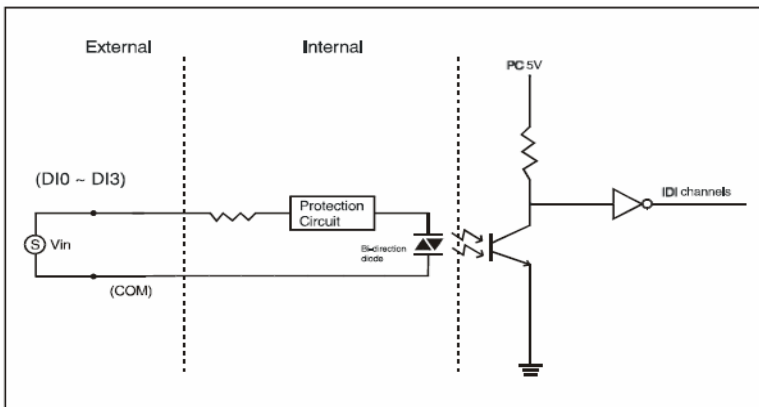 External
Internal
PC 5V
(DI0 ~ DI3)
Protection
Circuit
IDI channels
S
Vin
Bi-direction
diode
(COM)